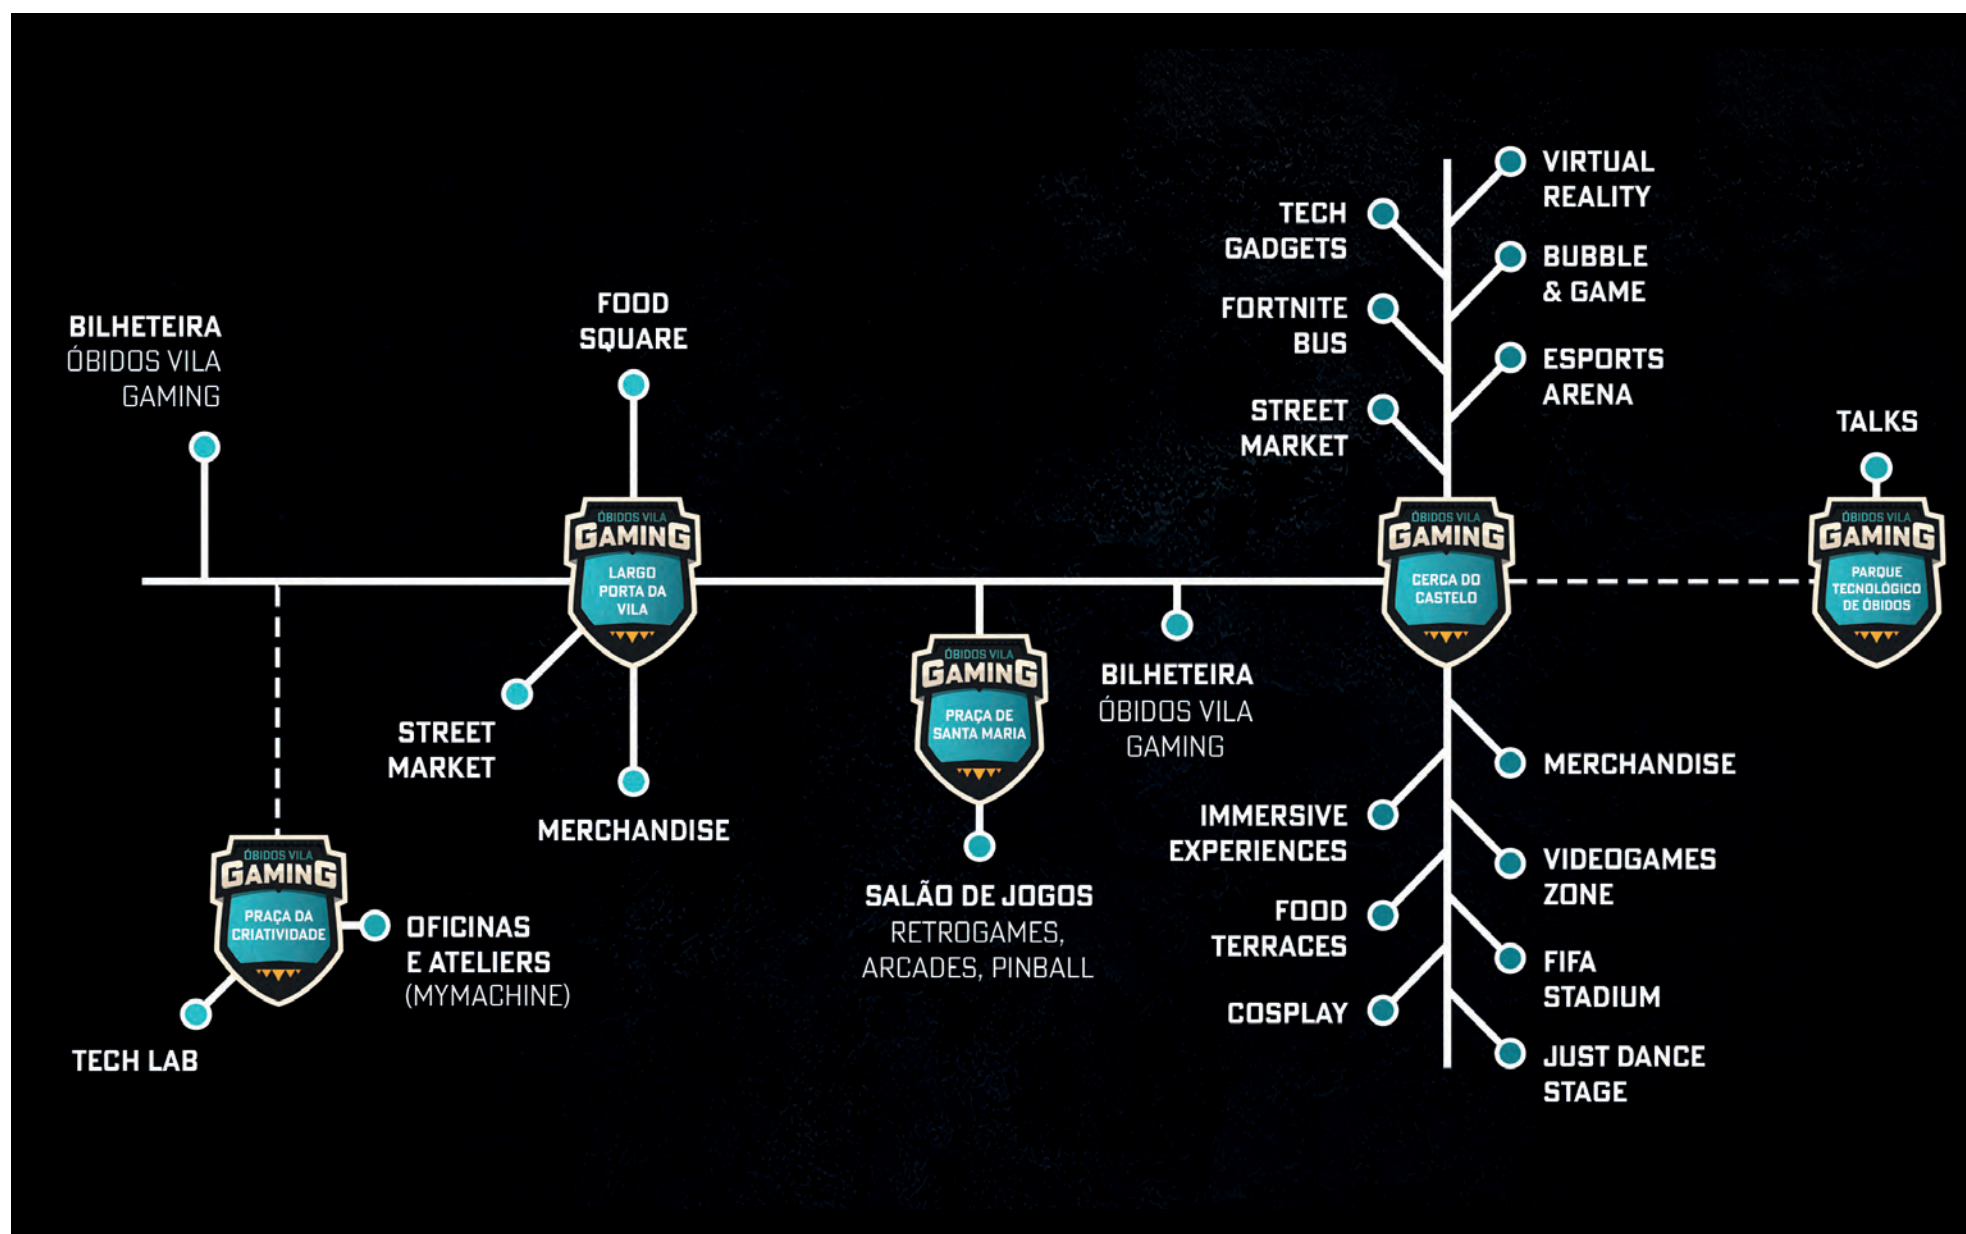 BILHETEIRA
ÓBIDOS VILA
GAMING
FOOD
SQUARE
ÓBIDOS VILA
GAMING
LARGO
PORTA DA
VILA
STREET
MARKET
MERCHANDISE
ÓBIDOS VILA
GAMING
PRAÇA DA
CRIATIVIDADE
OFICINAS
E ATELIERS
(MYMACHINE)
TECH LAB
ÓBIDOS VILA
GAMING
PRAÇA DE
SANTA MARIA
SALÃO DE JOGOS
RETROGAMES,
ARCADES, PINBALL
BILHETEIRA
ÓBIDOS VILA
GAMING
TECH
GADGETS
FORTNITE
BUS
STREET
MARKET
VIRTUAL
REALITY
BUBBLE
& GAME
ESPORTS
ARENA
ÓBIDOS VILA
GAMING
CERCA DO
CASTELO
IMMERSIVE
EXPERIENCES
FOOD
TERRACES
COSPLAY
MERCHANDISE
VIDEOGAMES
ZONE
FIFA
STADIUM
JUST DANCE
STAGE
TALKS
ÓBIDOS VILA
GAMING
PARQUE
TECNOLÓGICO
DE ÓBIDOS